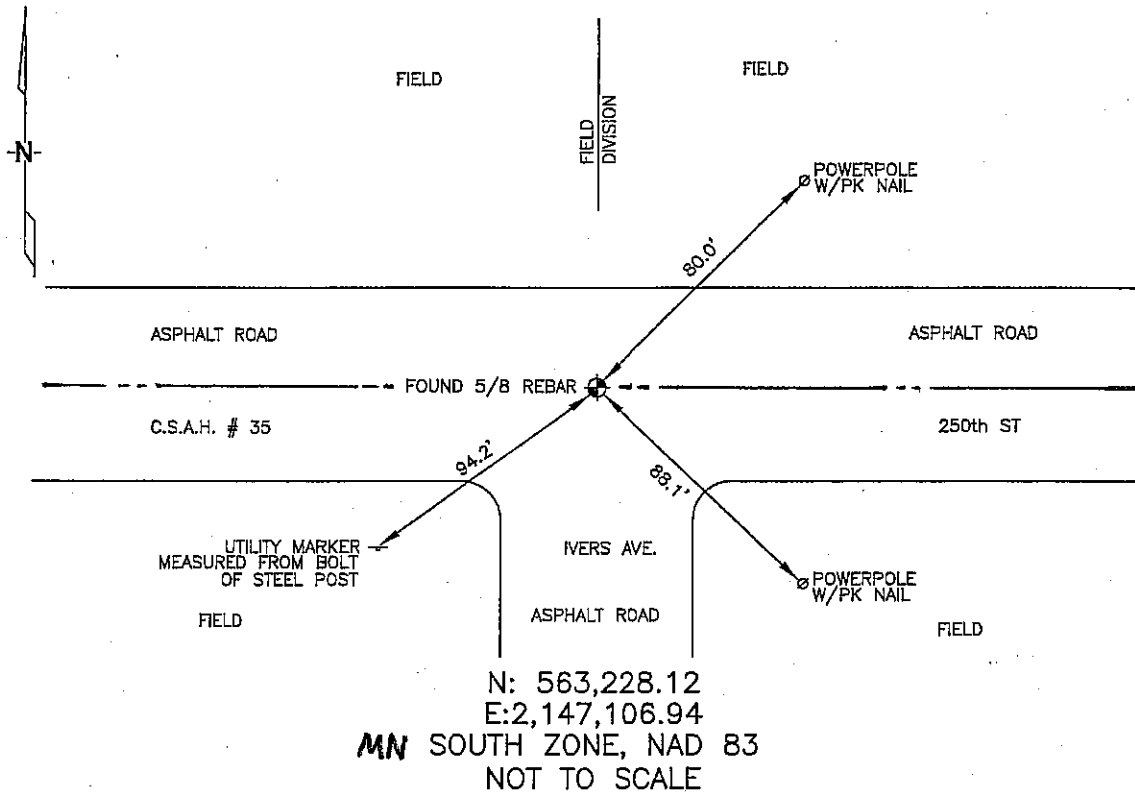 FIELD
FIELD
FIELD
DIVISION
N
POWERPOLE
W/PK NAIL
80.0'
ASPHALT ROAD
ASPHALT ROAD
FOUND 5/8 REBAR
C.S.A.H. # 35
250th ST
94.2'
88.1'
UTILITY MARKER
MEASURED FROM BOLT
OF STEEL POST
IVERS AVE.
POWERPOLE
W/PK NAIL
FIELD
ASPHALT ROAD
FIELD
N: 563,228.12
E:2,147,106.94
MN SOUTH ZONE, NAD 83
NOT TO SCALE